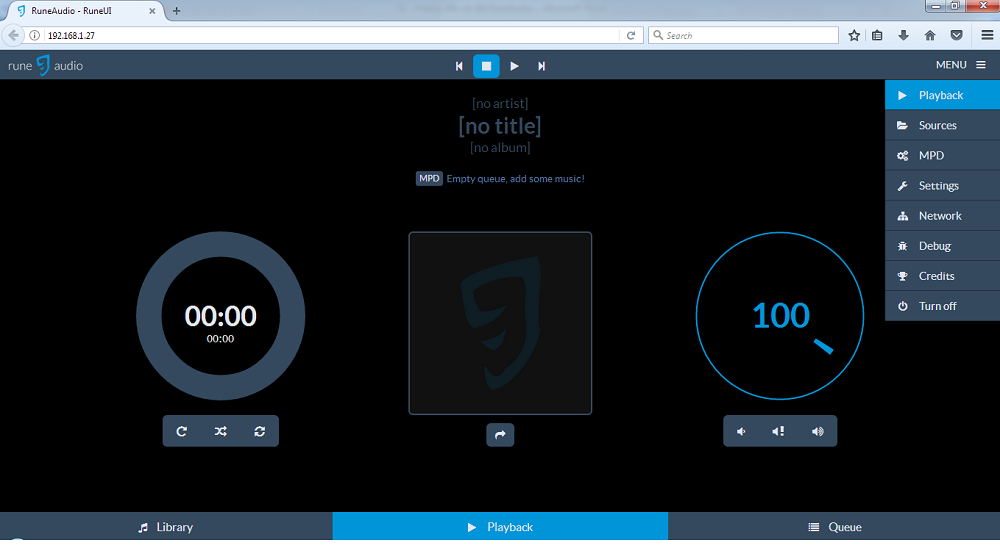 RuneAudio - RuneUI
192.168.1.27
Search
rune audio
MENU
[no artist]
[no title]
[no album]
MPD Empty queue, add some music!
Playback
Sources
MPD
Settings
Network
Debug
Credits
Turn off
00:00
00:00
100
Library
Playback
Queue